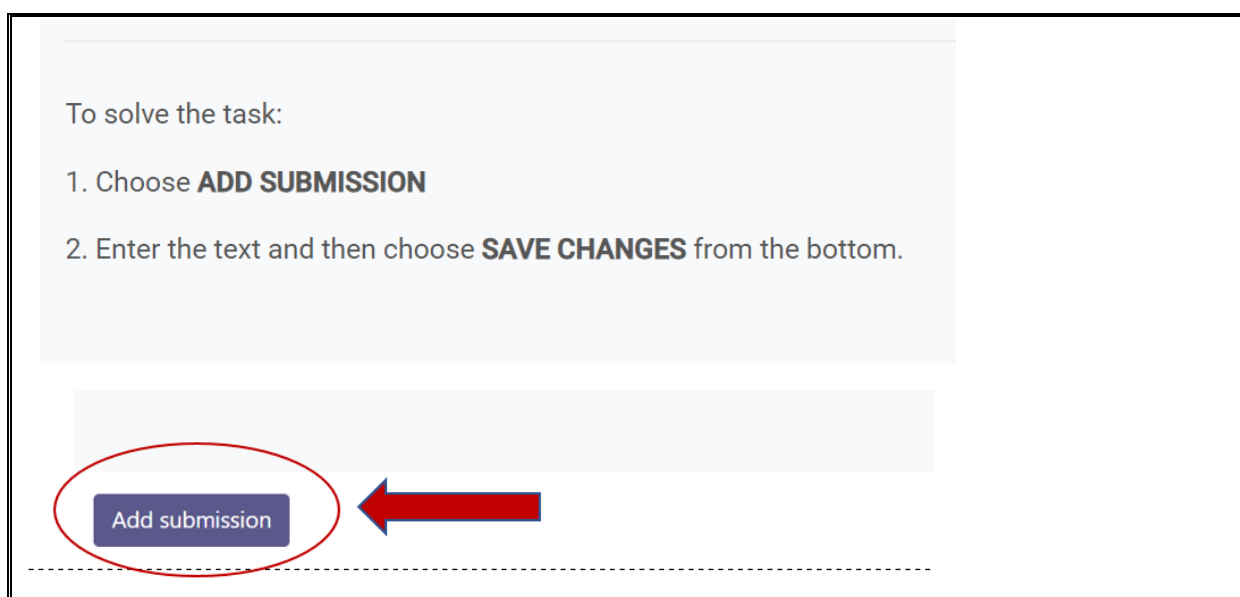 To solve the task:
1. Choose ADD SUBMISSION
2. Enter the text and then choose SAVE CHANGES from the bottom.
Add submission